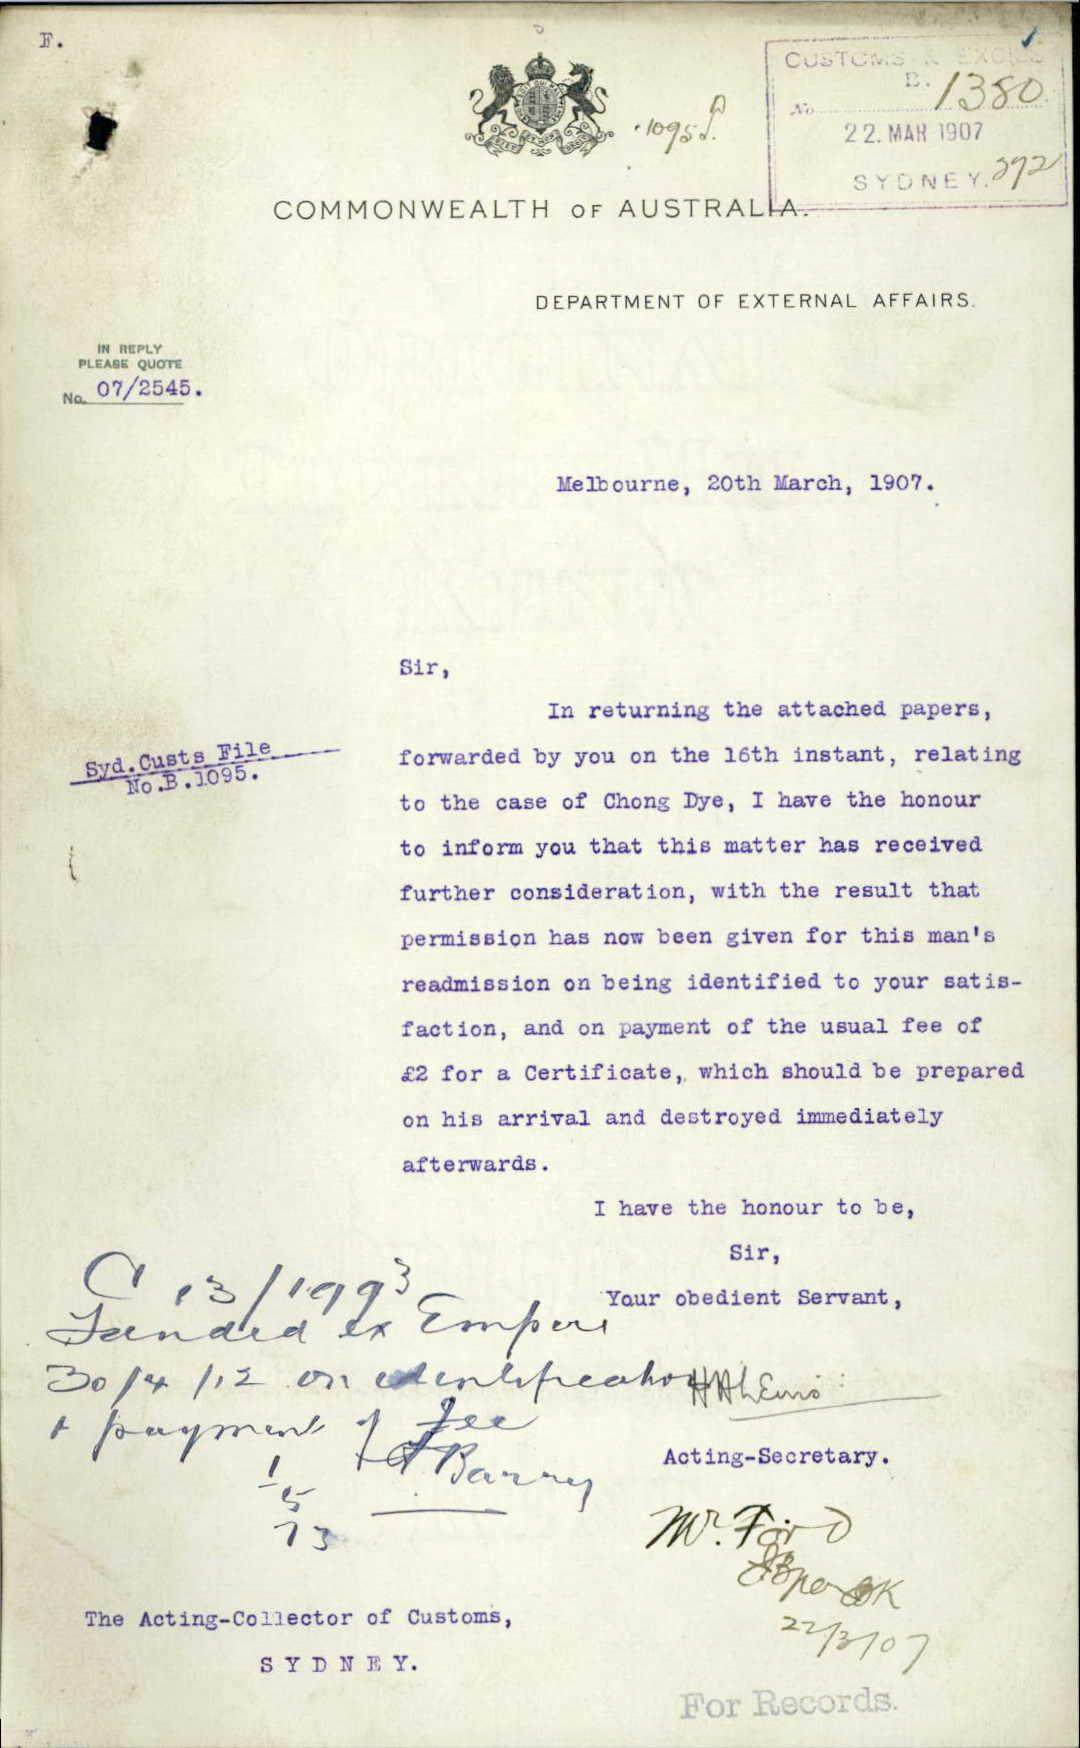 F.
CUSTOMS & EXCISE
B. 1380
No
22. MAR 1907
SYDNEY. 292
1095
COMMONWEALTH OF AUSTRALIA.
DEPARTMENT OF EXTERNAL AFFAIRS.
IN REPLY
PLEASE QUOTE
No. 07/2545.
Melbourne, 20th March, 1907.
Sir,
In returning the attached papers,
Syd.Custs File
No.B.1095.
forwarded by you on the 16th instant, relating
to the case of Chong Dye, I have the honour
to inform you that this matter has received
further consideration, with the result that
permission has now been given for this man's
readmission on being identified to your satis-
faction, and on payment of the usual fee of
£2 for a Certificate, which should be prepared
on his arrival and destroyed immediately
afterwards.
I have the honour to be,
Sir,
Your obedient Servant,
C 13/1993
Landed ex Empire
30/4/12 on identification
+ payment of Fee
Barry
1
5
13
Acting-Secretary.
Mr. Ford
22/3/07
The Acting-Collector of Customs,
SYDNEY.
For Records.